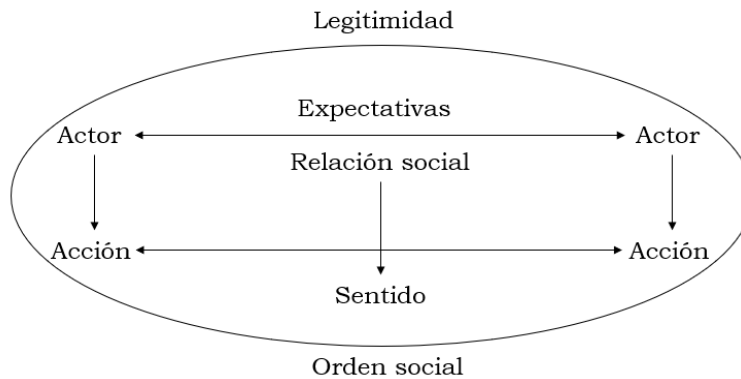 Legitimidad
Expectativas
Actor
Actor
Relación social
Acción
Acción
Sentido
Orden social